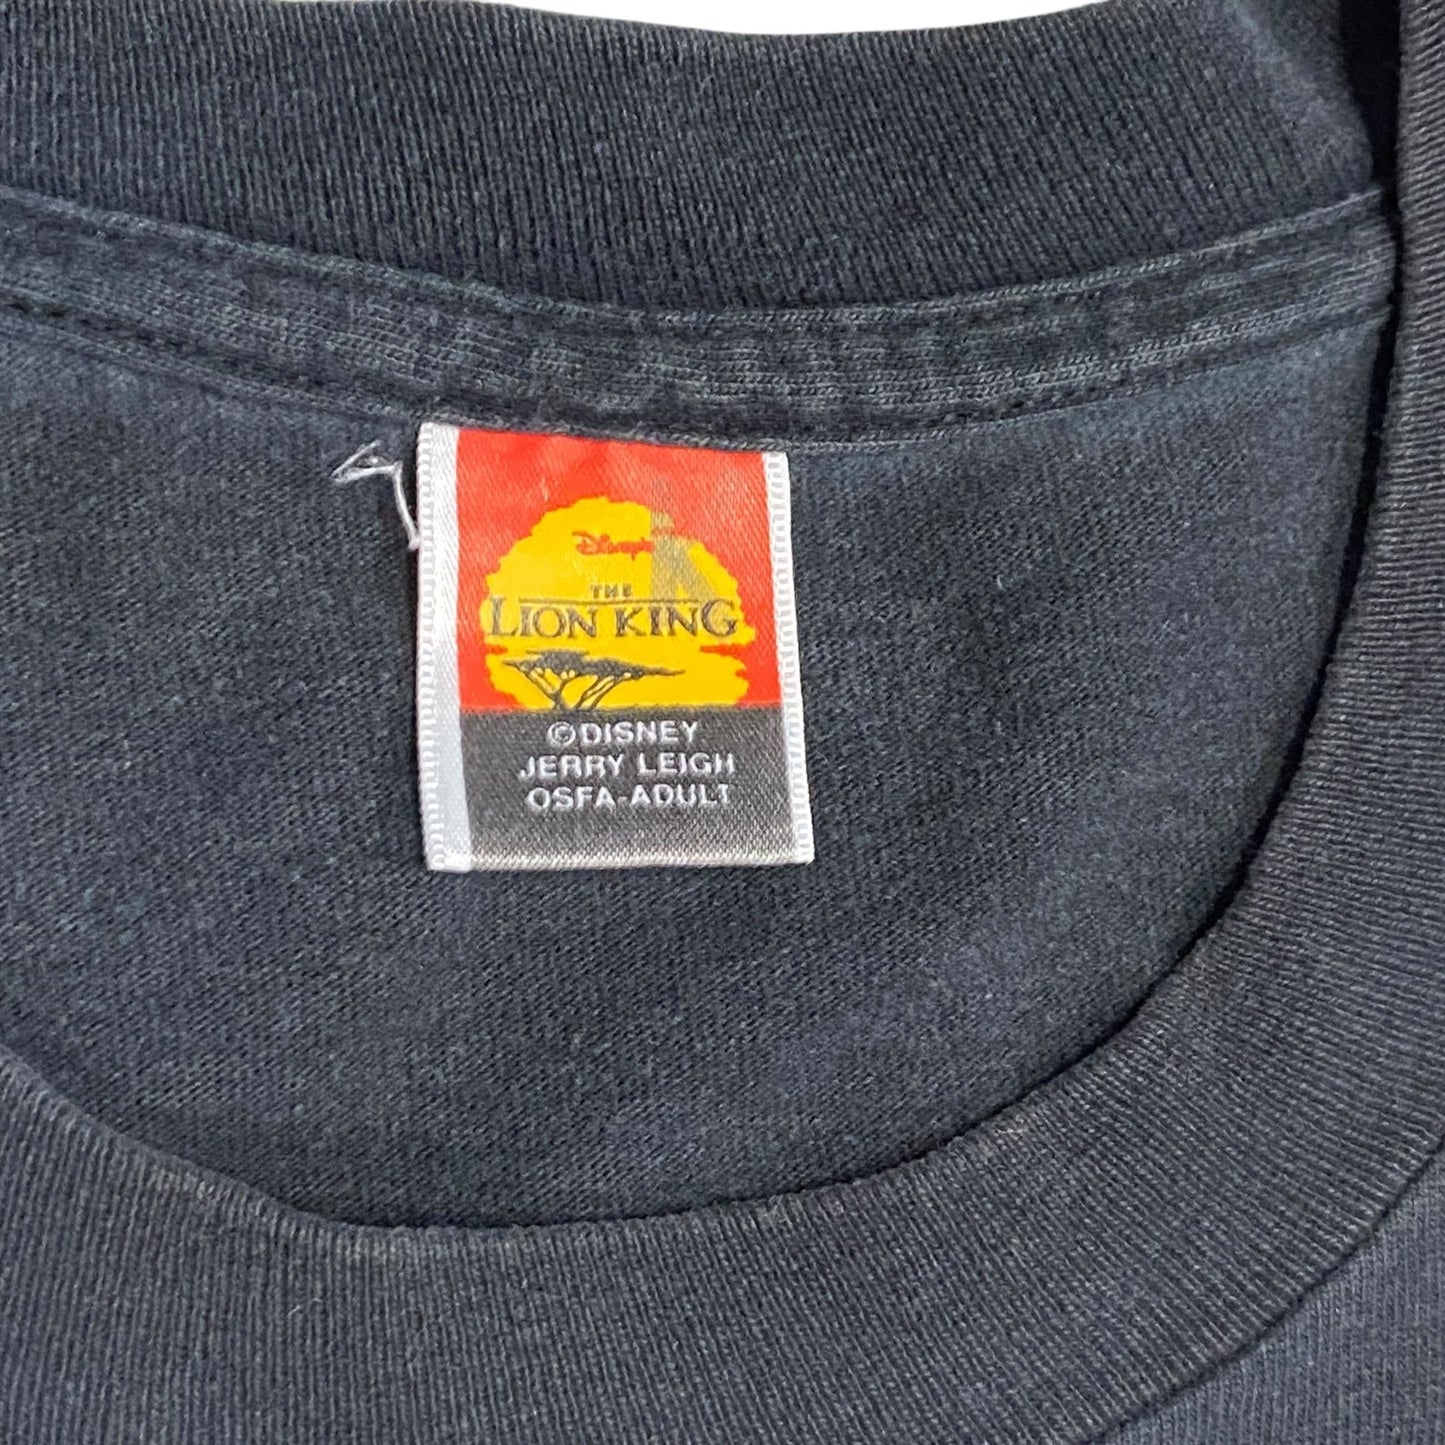 Disney's
THE
LION KING
©DISNEY
JERRY LEIGH
OSFA-ADULT